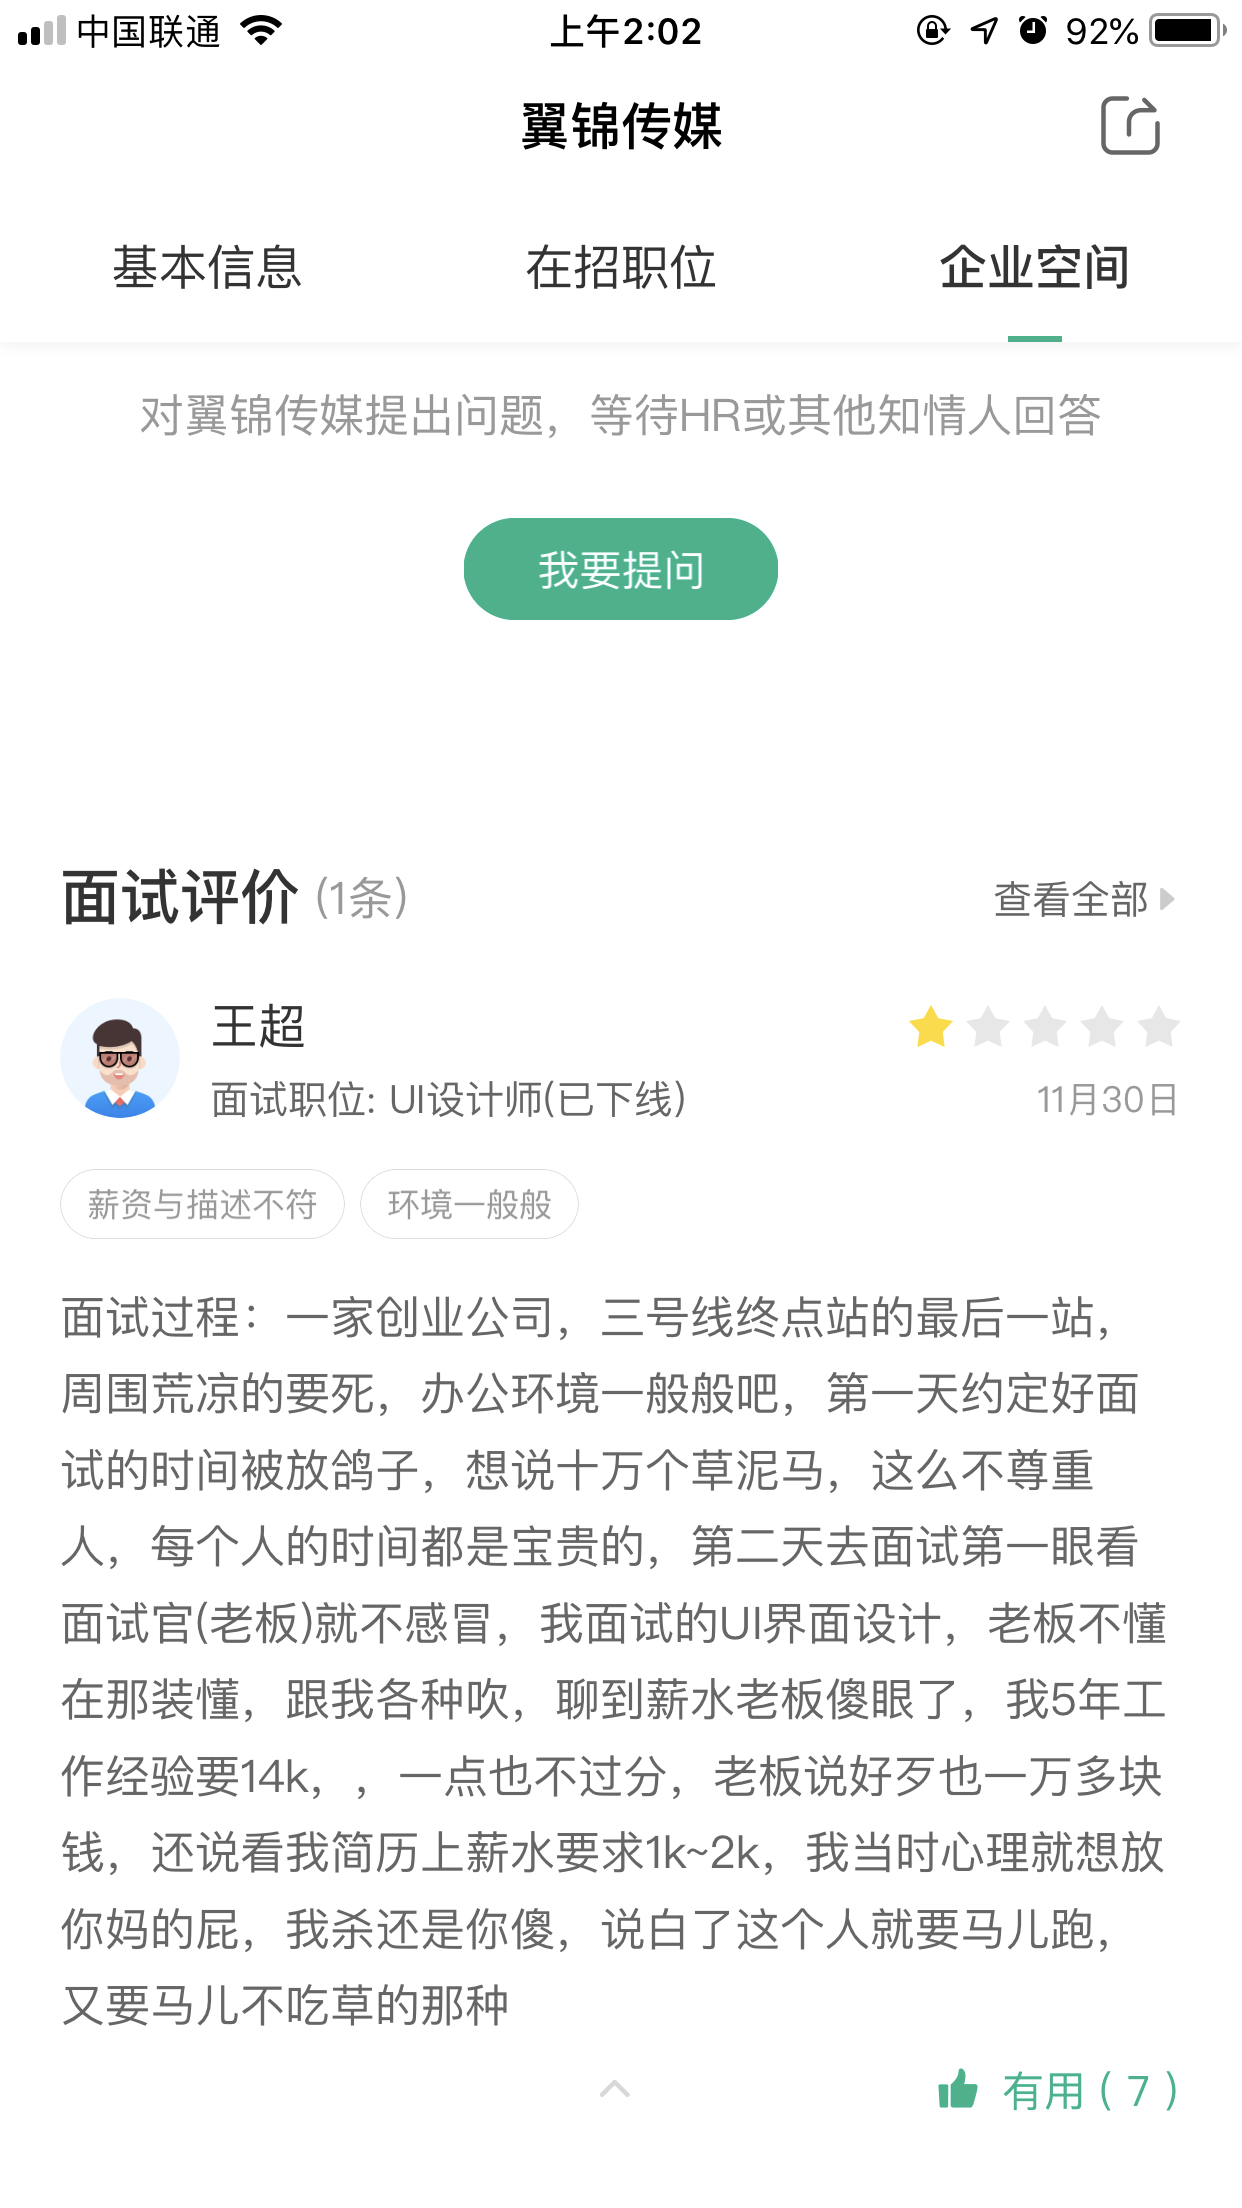 中国联通 上午2:02 92%
翼锦传媒
基本信息 在招职位 企业空间
对翼锦传媒提出问题，等待HR或其他知情人回答
我要提问
面试评价 (1条) 查看全部
王超
面试职位: UI设计师(已下线) 11月30日
薪资与描述不符 环境一般般
面试过程：一家创业公司，三号线终点站的最后一站，
周围荒凉的要死，办公环境一般般吧，第一天约定好面
试的时间被放鸽子，想说十万个草泥马，这么不尊重
人，每个人的时间都是宝贵的，第二天去面试第一眼看
面试官(老板)就不感冒，我面试的UI界面设计，老板不懂
在那装懂，跟我各种吹，聊到薪水老板傻眼了，我5年工
作经验要14k，，一点也不过分，老板说好歹也一万多块
钱，还说看我简历上薪水要求1k~2k，我当时心理就想放
你妈的屁，我杀还是你傻，说白了这个人就要马儿跑，
又要马儿不吃草的那种
有用 ( 7 )